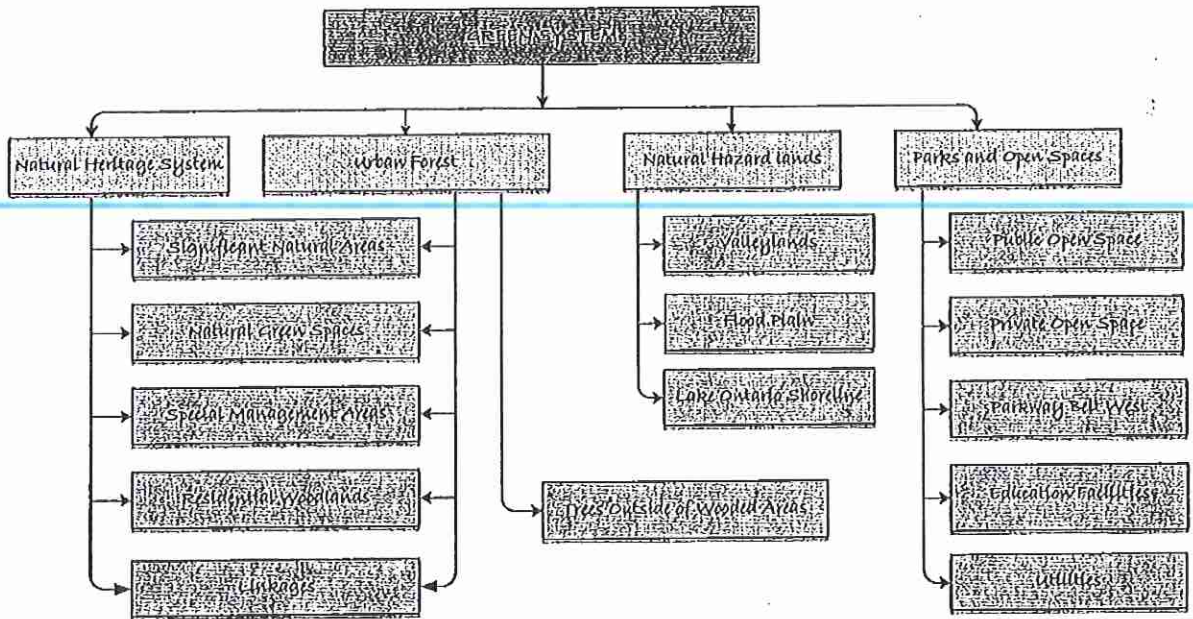 GREEN SYSTEM
Natural Heritage System
Urban Forest
Natural Hazard Lands
Parks and Open Spaces
Significant Natural Areas
Valleylands
Public Open Space
Natural Green Spaces
Flood Plain
Private Open Space
Special Management Areas
Lake Ontario Shoreline
Parkway Belt West
Residential Woodlands
Trees Outside of Wooded Areas
Education Facilities
Linkages
Utilities